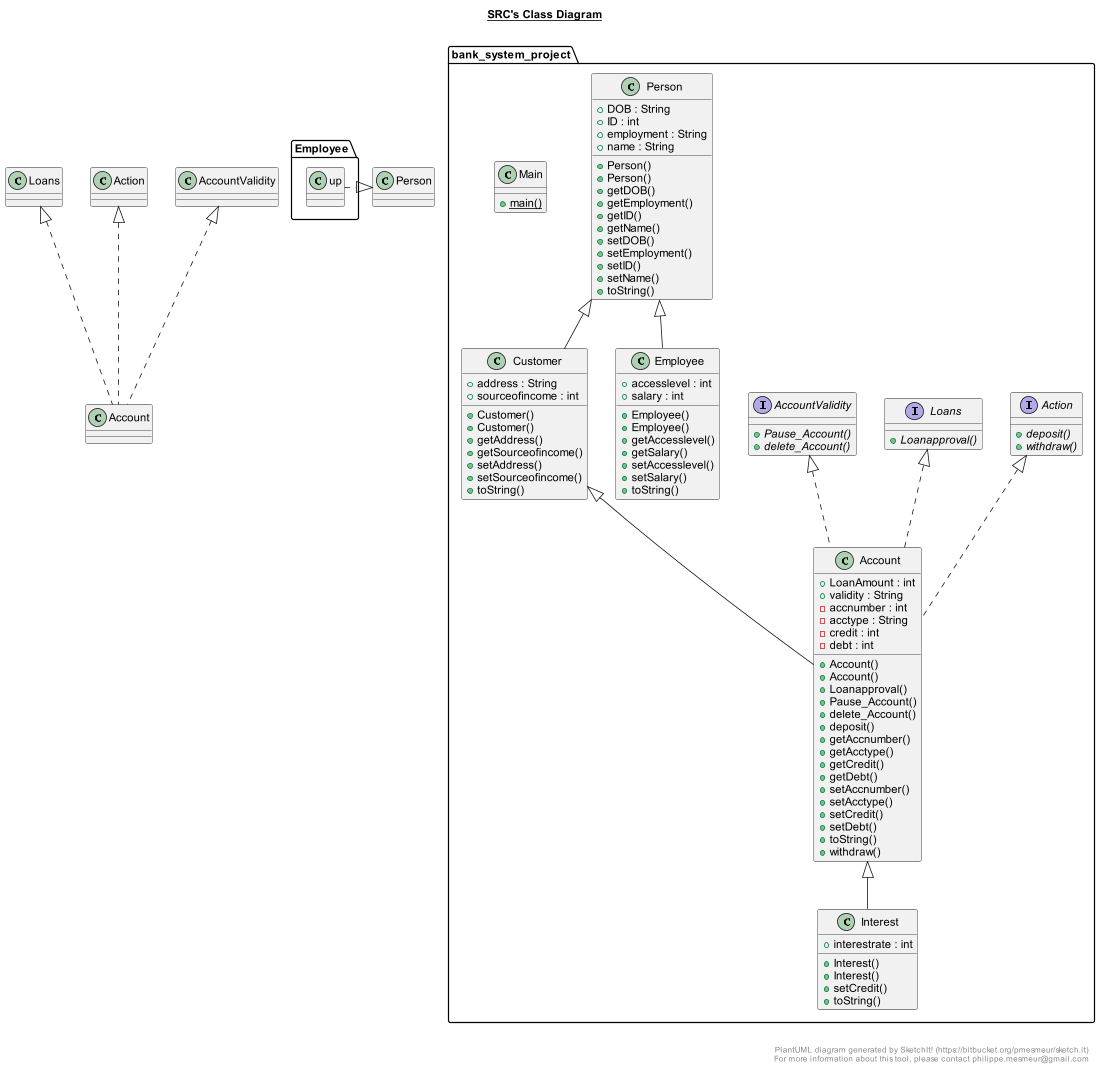 SRC's Class Diagram
bank_system_project
C Person
DOB : String
ID : int
employment : String
name : String
Person()
Person()
getDOB()
getEmployment()
getID()
getName()
setDOB()
setEmployment()
setID()
setName()
toString()
C Main
main()
Employee
C Loans
C Action
C AccountValidity
C up
C Person
C Account
C Customer
address : String
sourceofincome : int
Customer()
Customer()
getAddress()
getSourceofincome()
setAddress()
setSourceofincome()
toString()
C Employee
accesslevel : int
salary : int
Employee()
Employee()
getAccesslevel()
getSalary()
setAccesslevel()
setSalary()
toString()
I AccountValidity
Pause_Account()
delete_Account()
I Loans
Loanapproval()
I Action
deposit()
withdraw()
C Account
LoanAmount : int
validity : String
accnumber : int
acctype : String
credit : int
debt : int
Account()
Account()
Loanapproval()
Pause_Account()
delete_Account()
deposit()
getAccnumber()
getAcctype()
getCredit()
getDebt()
setAccnumber()
setAcctype()
setCredit()
setDebt()
toString()
withdraw()
C Interest
interestrate : int
Interest()
Interest()
setCredit()
toString()
PlantUML diagram generated by SketchIt! (https://bitbucket.org/pmesmeur/sketch.it)
For more information about this tool, please contact philippe.mesmeur@gmail.com